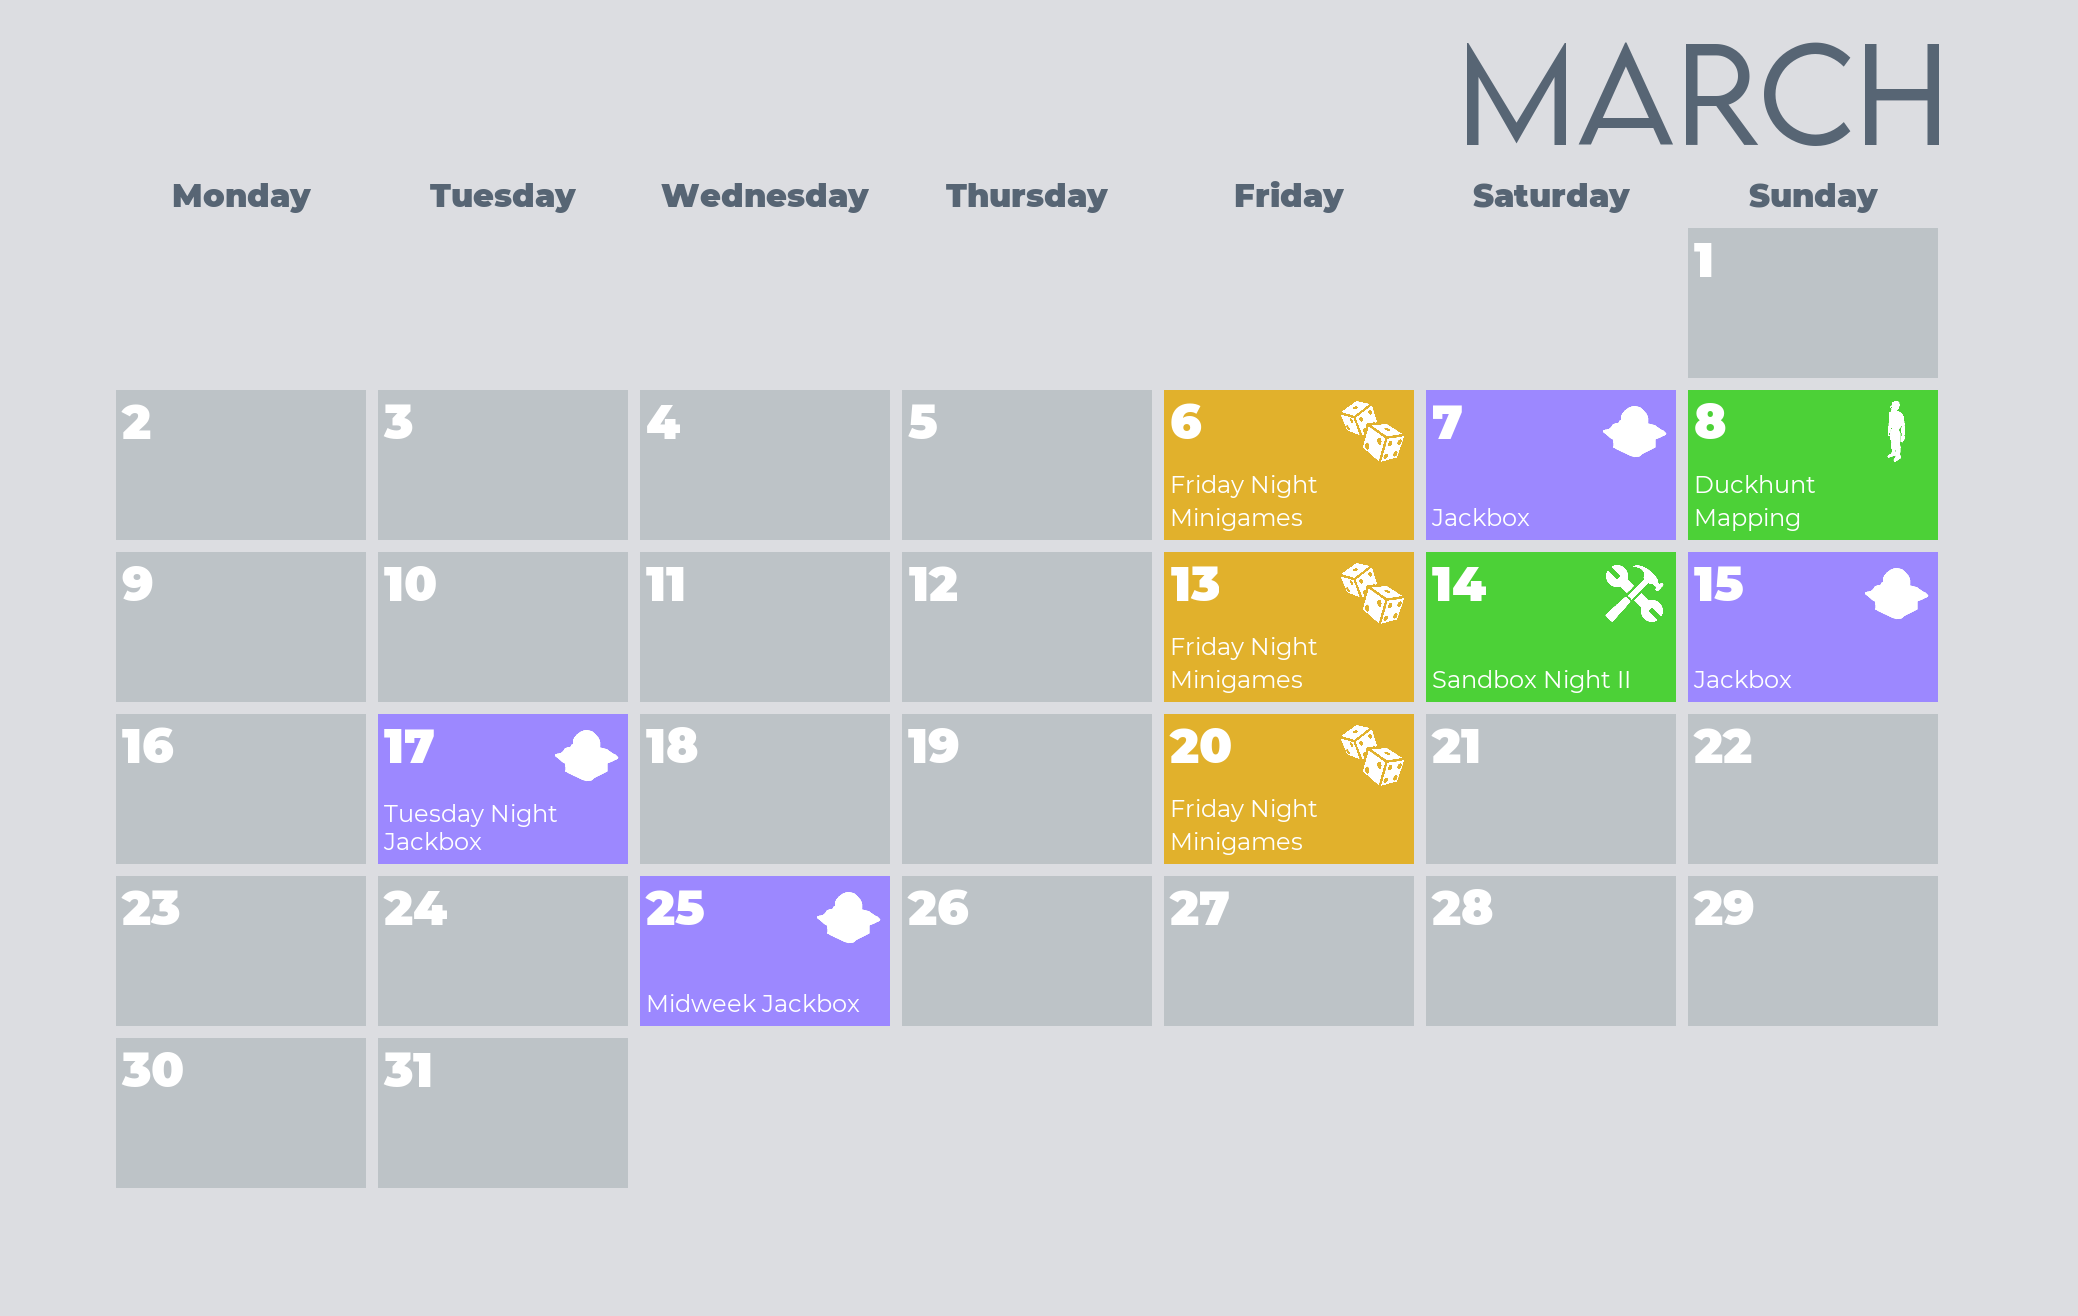 MARCH
Monday Tuesday Wednesday Thursday Friday Saturday Sunday
1
2 3 4 5 6 7 8
Friday Night
Minigames
Jackbox
Duckhunt
Mapping
9 10 11 12 13 14 15
Friday Night
Minigames
Sandbox Night II
Jackbox
16 17 18 19 20 21 22
Tuesday Night
Jackbox
Friday Night
Minigames
23 24 25 26 27 28 29
Midweek Jackbox
30 31